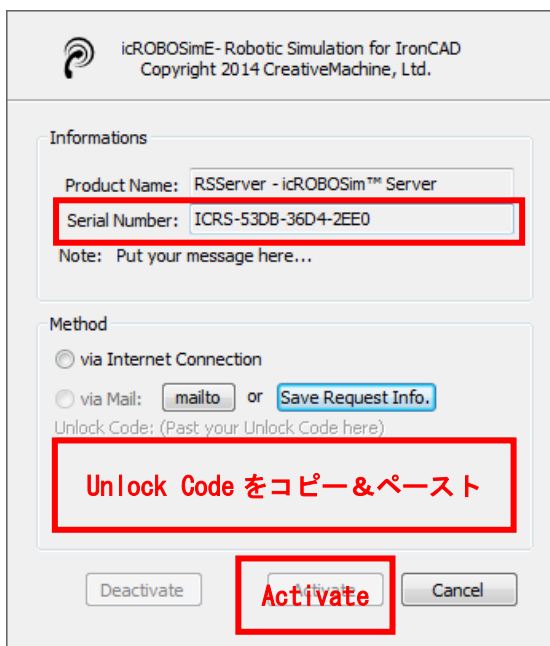 icROBOSimE- Robotic Simulation for IronCAD
Copyright 2014 CreativeMachine, Ltd.
Informations
Product Name: RSServer - icROBOSim™ Server
Serial Number: ICRS-53DB-36D4-2EE0
Note: Put your message here...
Method
via Internet Connection
via Mail: mailto or Save Request Info.
Unlock Code: (Past your Unlock Code here)
Unlock Code をコピー＆ペースト
Deactivate Activate Cancel